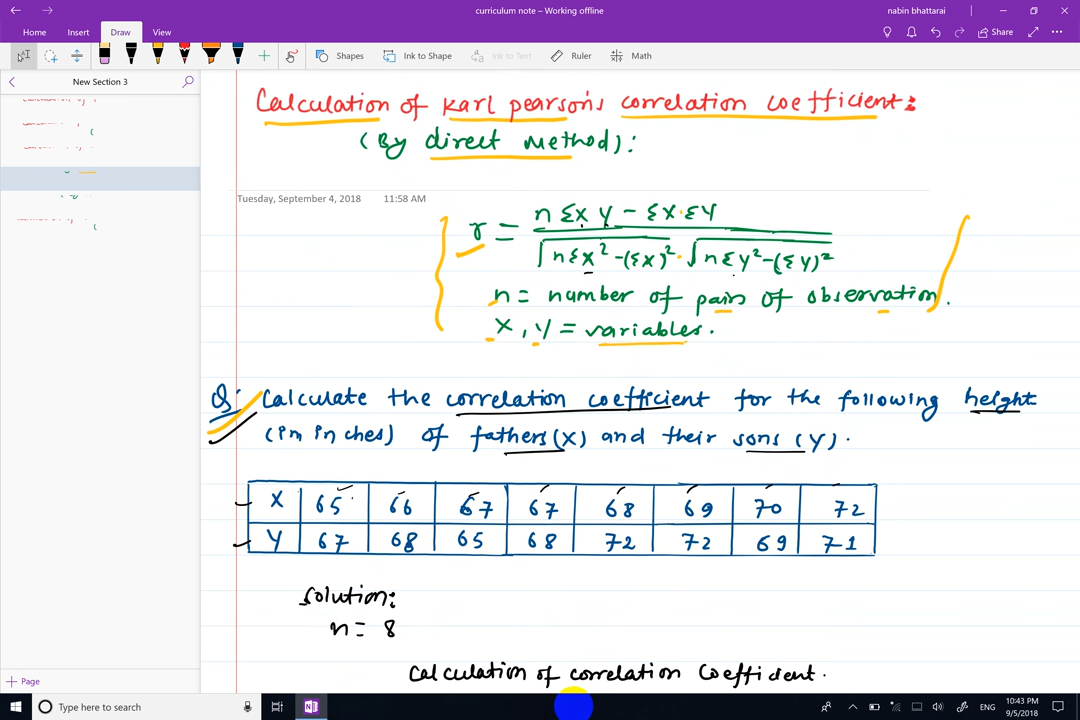 curriculum note – Working offline
nabin bhattarai
Home Insert Draw View
Share
Shapes Ink to Shape Ink to Text Ruler Math
New Section 3
Calculation of Karl pearson's correlation coefficient:
(By direct method):
Tuesday, September 4, 2018 11:58 AM
r = n ΣX Y - ΣX·ΣY
√nΣX² -(ΣX)² · √nΣY² -(ΣY)²
n = number of pairs of observation.
X, Y = variables.
Q: Calculate the correlation coefficient for the following height
(in inches) of fathers (X) and their sons (Y).
X 65 66 67 67 68 69 70 72
Y 67 68 65 68 72 72 69 71
solution:
n = 8
Calculation of correlation coefficient.
+ Page
Type here to search
ENG
10:43 PM
9/5/2018